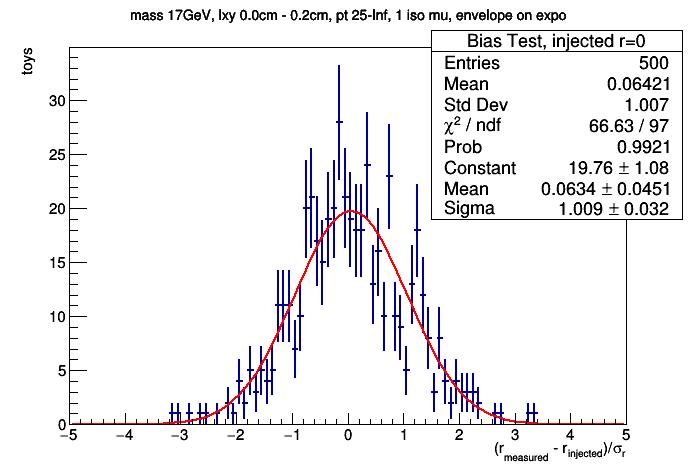 mass 17GeV, lxy 0.0cm - 0.2cm, pt 25-Inf, 1 iso mu, envelope on expo
toys
Bias Test, injected r=0
Entries 500
Mean 0.06421
Std Dev 1.007
χ² / ndf 66.63 / 97
Prob 0.9921
Constant 19.76 ± 1.08
Mean 0.0634 ± 0.0451
Sigma 1.009 ± 0.032
30
25
20
15
10
5
0
−5 −4 −3 −2 −1 0 1 2 3 4 5
(r_measured - r_injected)/σ_r